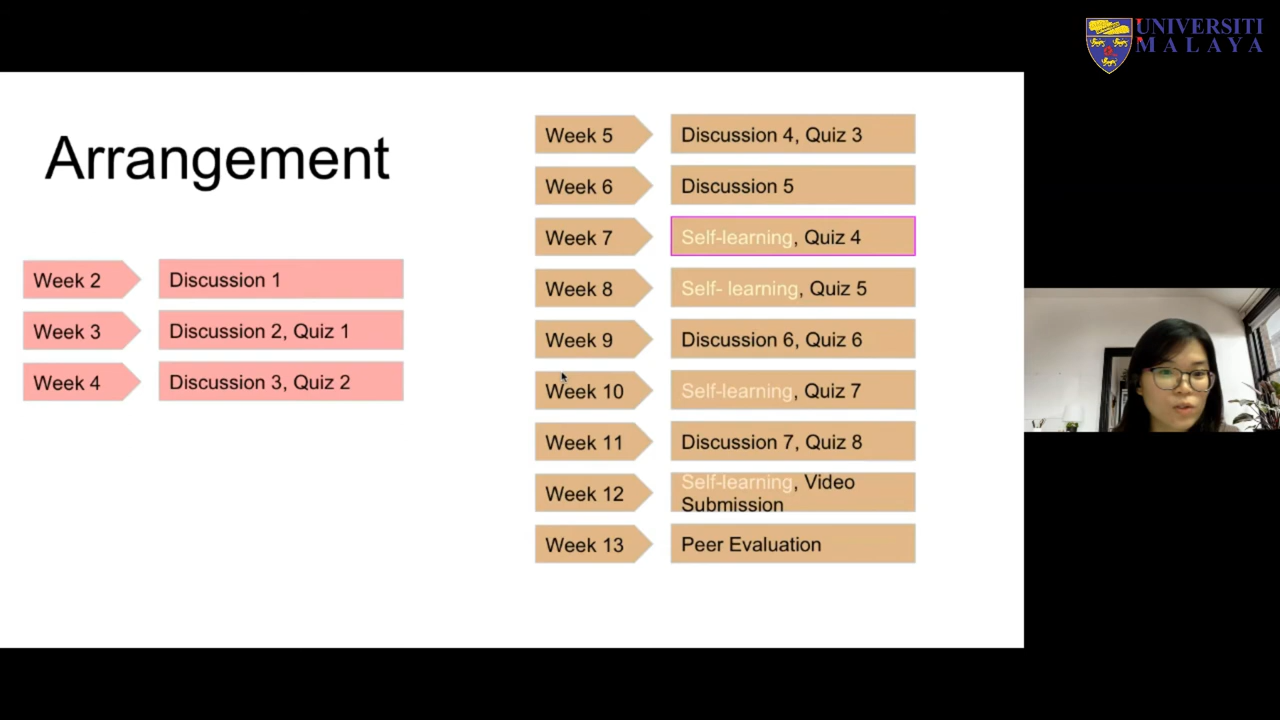 UNIVERSITI
MALAYA
Arrangement
Week 2
Discussion 1
Week 3
Discussion 2, Quiz 1
Week 4
Discussion 3, Quiz 2
Week 5
Discussion 4, Quiz 3
Week 6
Discussion 5
Week 7
Self-learning, Quiz 4
Week 8
Self- learning, Quiz 5
Week 9
Discussion 6, Quiz 6
Week 10
Self-learning, Quiz 7
Week 11
Discussion 7, Quiz 8
Week 12
Self-learning, Video
Submission
Week 13
Peer Evaluation